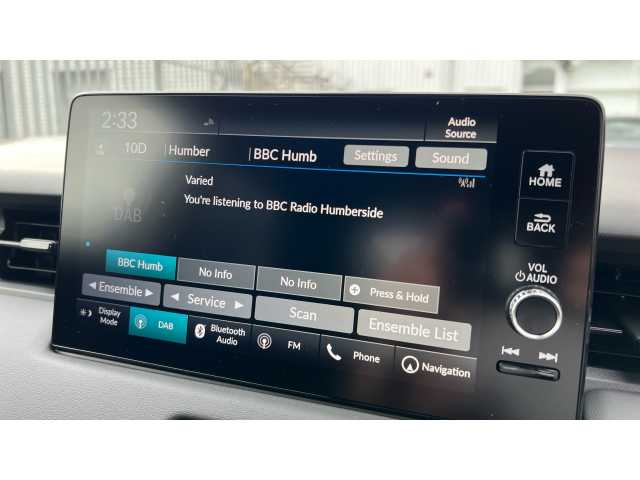 2:33
Audio
Source
10D Humber BBC Humb Settings Sound
Varied
You're listening to BBC Radio Humberside
DAB
HOME
BACK
VOL
AUDIO
BBC Humb No Info No Info Press & Hold
Ensemble Service Scan Ensemble List
Display
Mode
DAB
Bluetooth
Audio
FM
Phone
Navigation